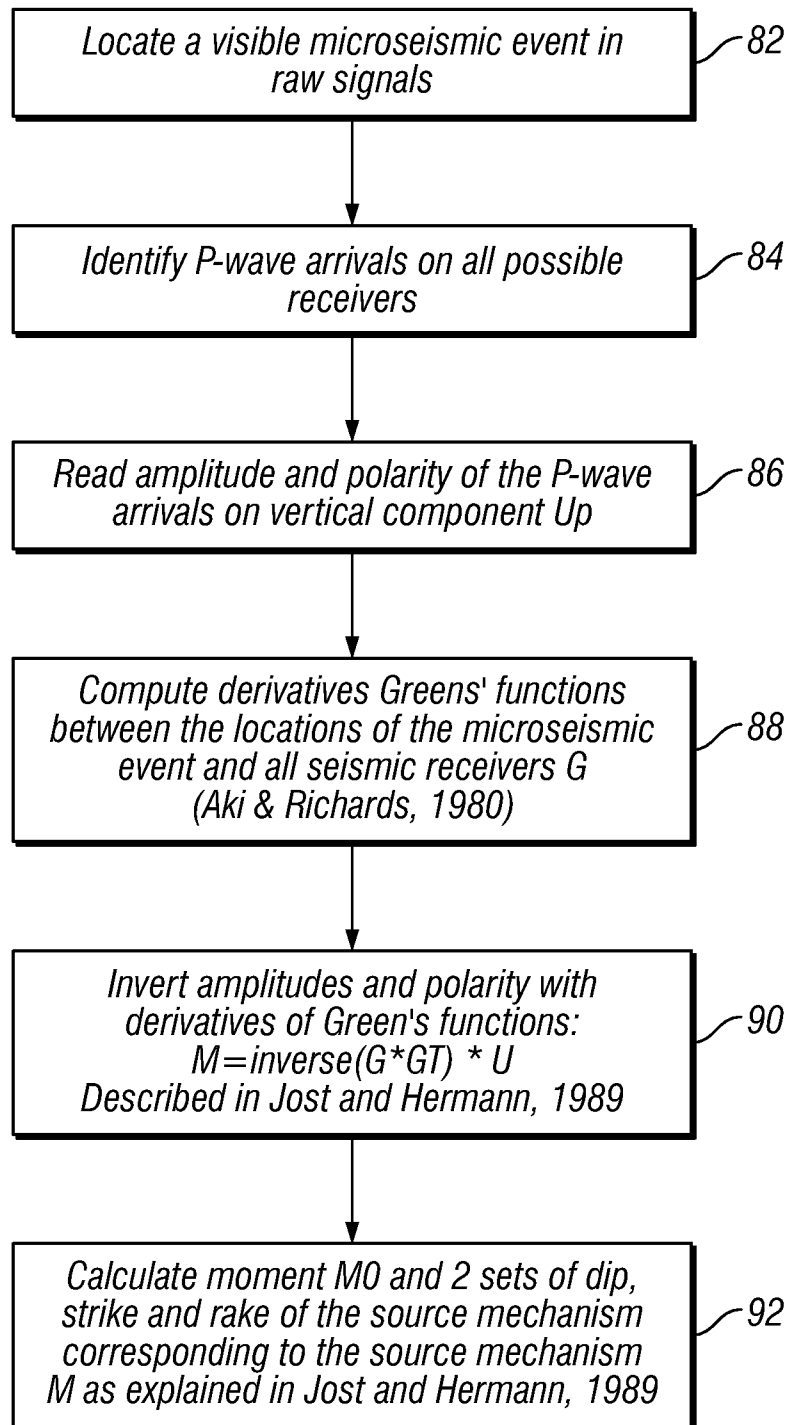 Locate a visible microseismic event in
raw signals
82
Identify P-wave arrivals on all possible
receivers
84
Read amplitude and polarity of the P-wave
arrivals on vertical component Up
86
Compute derivatives Greens' functions
between the locations of the microseismic
event and all seismic receivers G
(Aki & Richards, 1980)
88
Invert amplitudes and polarity with
derivatives of Green's functions:
M=inverse(G*GT) * U
Described in Jost and Hermann, 1989
90
Calculate moment M0 and 2 sets of dip,
strike and rake of the source mechanism
corresponding to the source mechanism
M as explained in Jost and Hermann, 1989
92